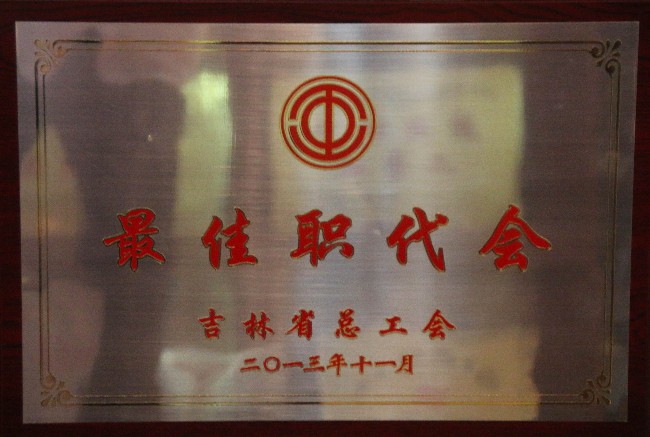 最佳职代会
吉林省总工会
二〇一三年十一月